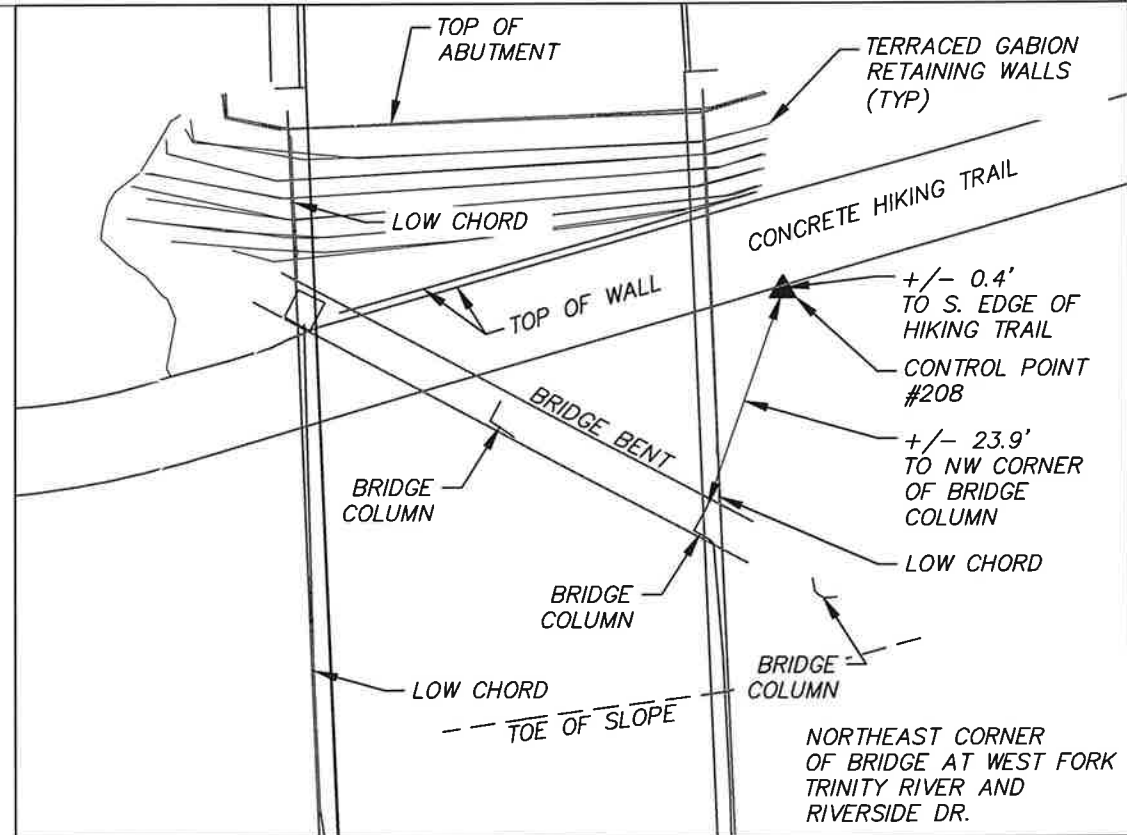 TOP OF
ABUTMENT
TERRACED GABION
RETAINING WALLS
(TYP)
LOW CHORD
CONCRETE HIKING TRAIL
TOP OF WALL
+/- 0.4'
TO S. EDGE OF
HIKING TRAIL
CONTROL POINT
#208
BRIDGE BENT
+/- 23.9'
TO NW CORNER
OF BRIDGE
COLUMN
BRIDGE
COLUMN
LOW CHORD
BRIDGE
COLUMN
BRIDGE
COLUMN
LOW CHORD
TOE OF SLOPE
NORTHEAST CORNER
OF BRIDGE AT WEST FORK
TRINITY RIVER AND
RIVERSIDE DR.